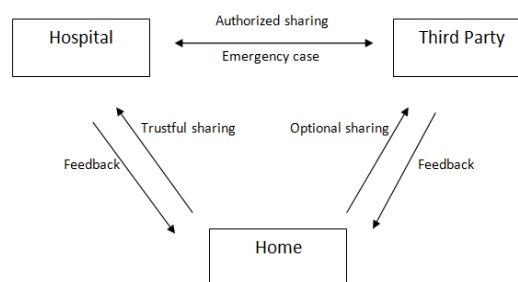 Authorized sharing
Hospital
Third Party
Emergency case
Trustful sharing
Optional sharing
Feedback
Feedback
Home